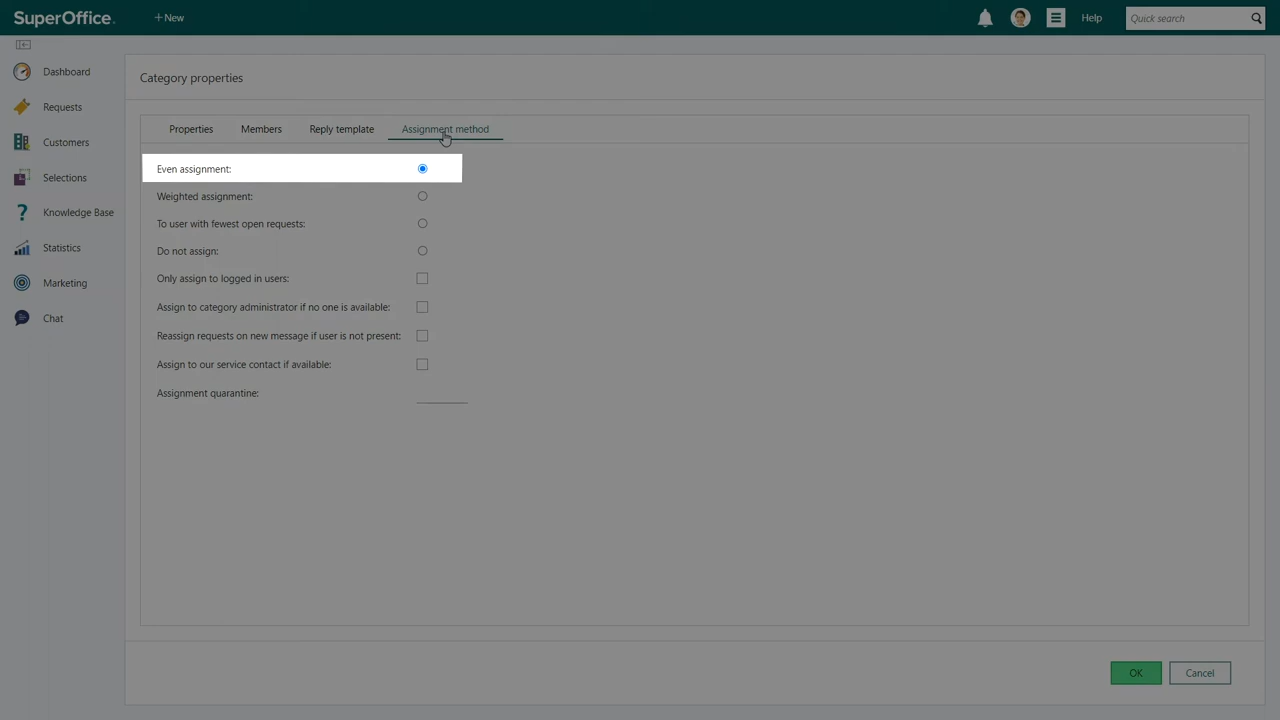 SuperOffice.
+ New
Help
Quick search
Dashboard
Requests
Customers
Selections
Knowledge Base
Statistics
Marketing
Chat
Category properties
Properties
Members
Reply template
Assignment method
Even assignment:
Weighted assignment:
To user with fewest open requests:
Do not assign:
Only assign to logged in users:
Assign to category administrator if no one is available:
Reassign requests on new message if user is not present:
Assign to our service contact if available:
Assignment quarantine:
OK
Cancel